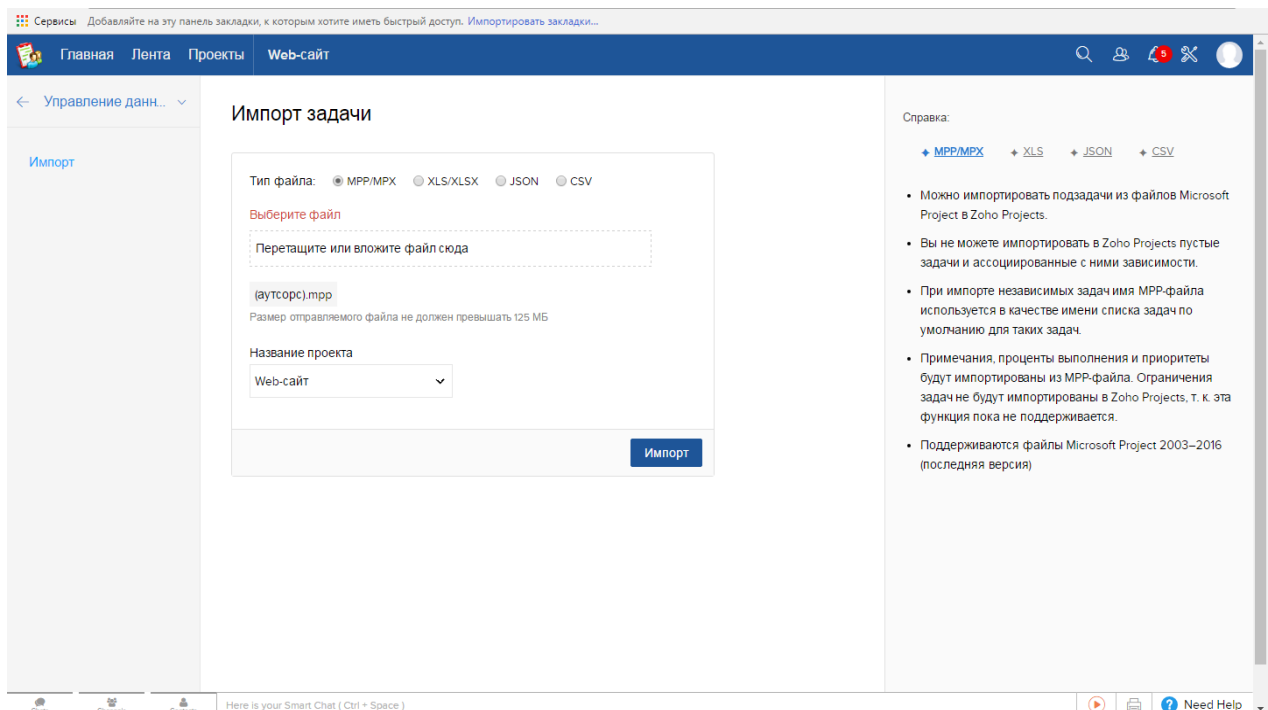 Сервисы Добавляйте на эту панель закладки, к которым хотите иметь быстрый доступ. Импортировать закладки...
Главная Лента Проекты Web-сайт 5
Управление данн...
Импорт
Импорт задачи
Тип файла: MPP/MPX XLS/XLSX JSON CSV
Выберите файл
Перетащите или вложите файл сюда
(аутсорс).mpp
Размер отправляемого файла не должен превышать 125 МБ
Название проекта
Web-сайт
Импорт
Справка:
MPP/MPX XLS JSON CSV
Можно импортировать подзадачи из файлов Microsoft
Project в Zoho Projects.
Вы не можете импортировать в Zoho Projects пустые
задачи и ассоциированные с ними зависимости.
При импорте независимых задач имя MPP-файла
используется в качестве имени списка задач по
умолчанию для таких задач.
Примечания, проценты выполнения и приоритеты
будут импортированы из MPP-файла. Ограничения
задач не будут импортированы в Zoho Projects, т. к. эта
функция пока не поддерживается.
Поддерживаются файлы Microsoft Project 2003–2016
(последняя версия)
Here is your Smart Chat ( Ctrl + Space )
Need Help